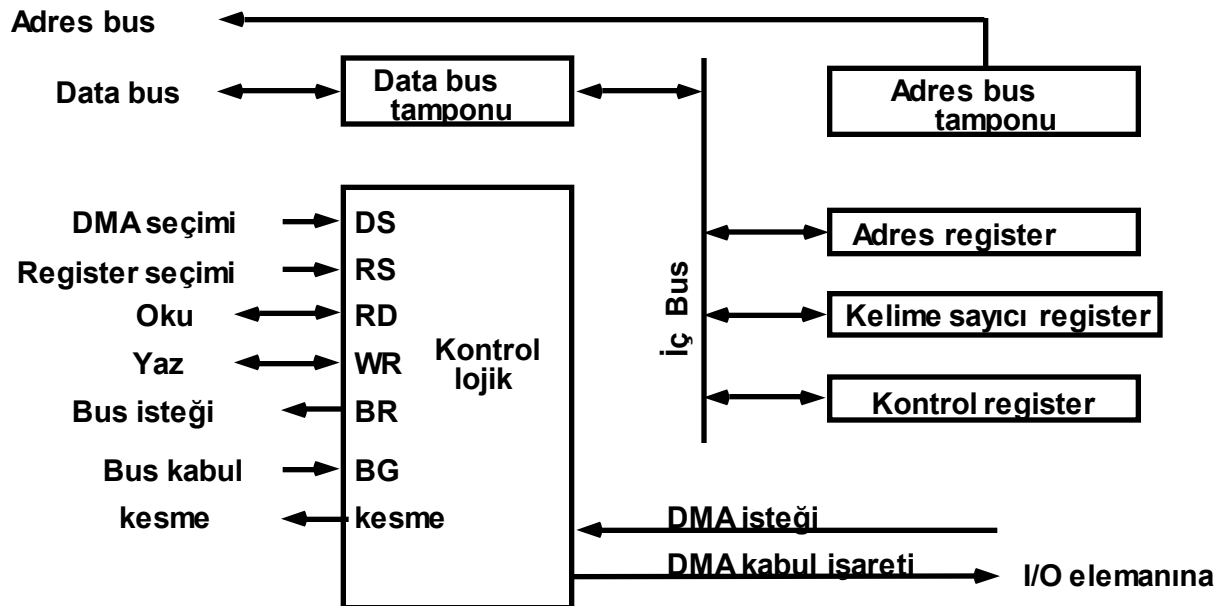 Adres bus
Data bus
Data bus
tamponu
Adres bus
tamponu
DMA seçimi
DS
Register seçimi
RS
Oku
RD
Yaz
WR
Bus isteği
BR
Bus kabul
BG
kesme
kesme
Kontrol
lojik
İç Bus
Adres register
Kelime sayıcı register
Kontrol register
DMA isteği
DMA kabul işareti
I/O elemanına